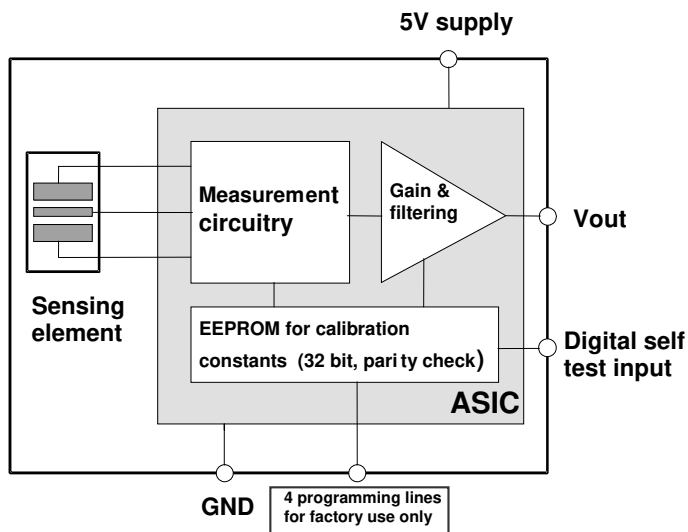 5V supply
Measurement
circuitry
Gain &
filtering
Vout
Sensing
element
EEPROM for calibration
constants (32 bit, parity check)
Digital self
test input
ASIC
GND
4 programming lines
for factory use only